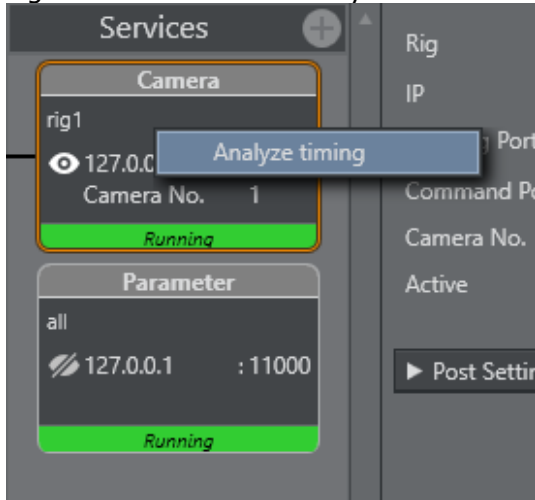 Services
Camera
rig1
127.0.0
Camera No. 1
Running
Analyze timing
Parameter
all
127.0.0.1 : 11000
Running
Rig
IP
Port
Command Po
Camera No.
Active
Post Settin